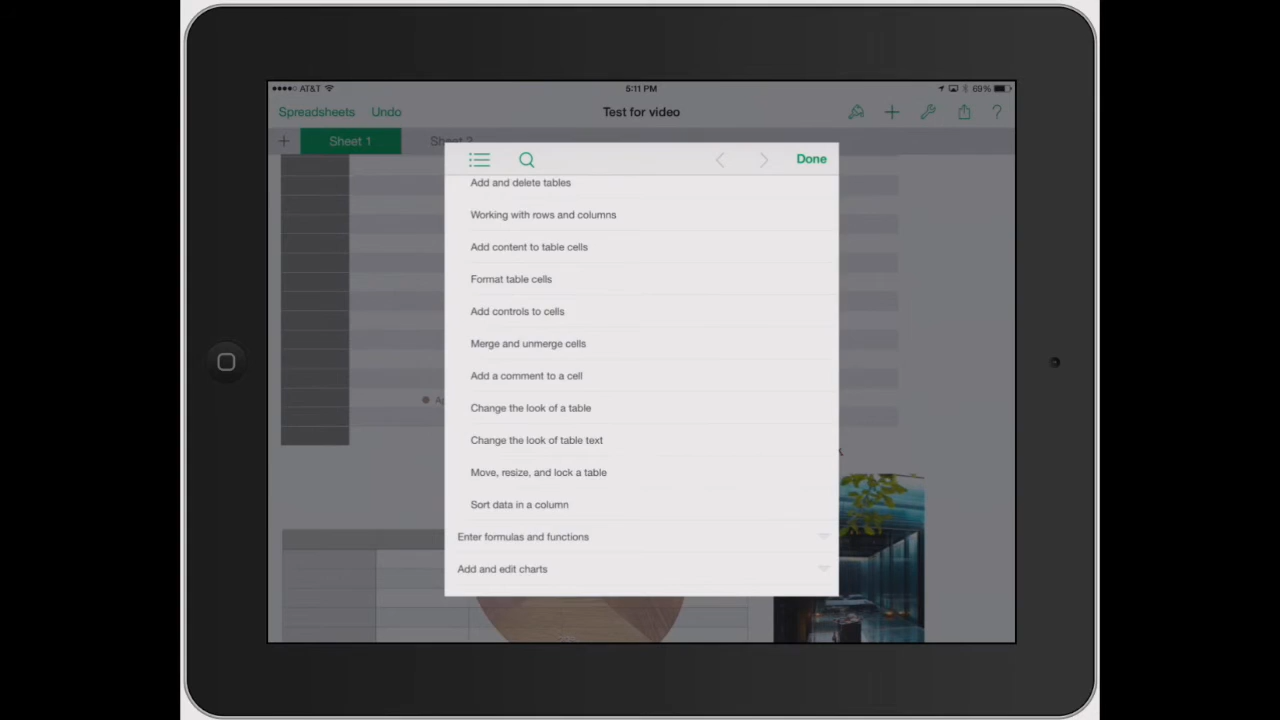 AT&T 5:11 PM 69%
Spreadsheets Undo Test for video ?
Sheet 1 Sheet 2
Done
Add and delete tables
Working with rows and columns
Add content to table cells
Format table cells
Add controls to cells
Merge and unmerge cells
Add a comment to a cell
Change the look of a table
Change the look of table text
Move, resize, and lock a table
Sort data in a column
Enter formulas and functions
Add and edit charts